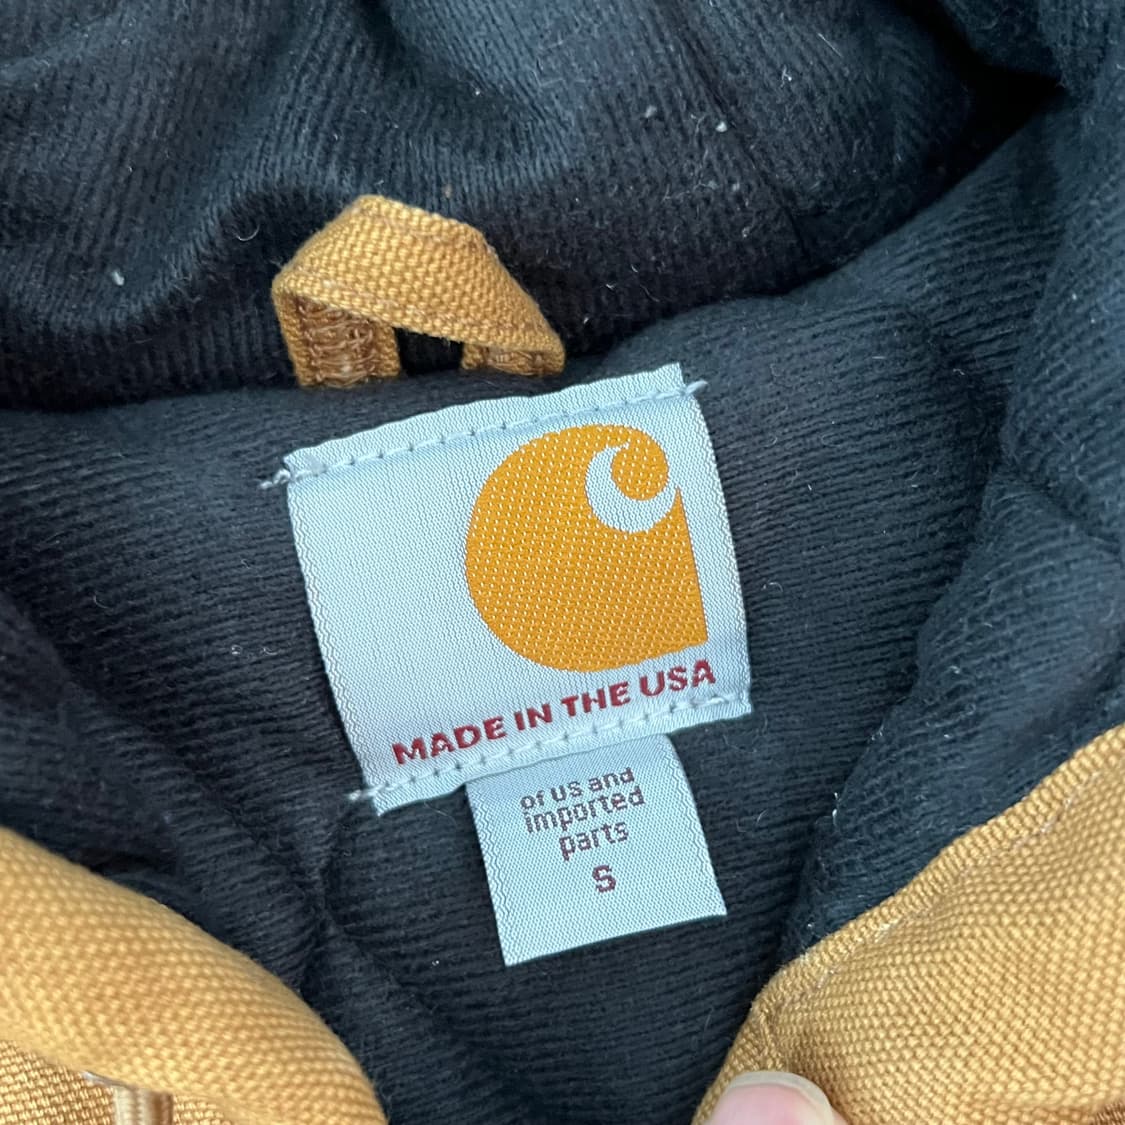 MADE IN THE USA
of US and
imported
parts
S